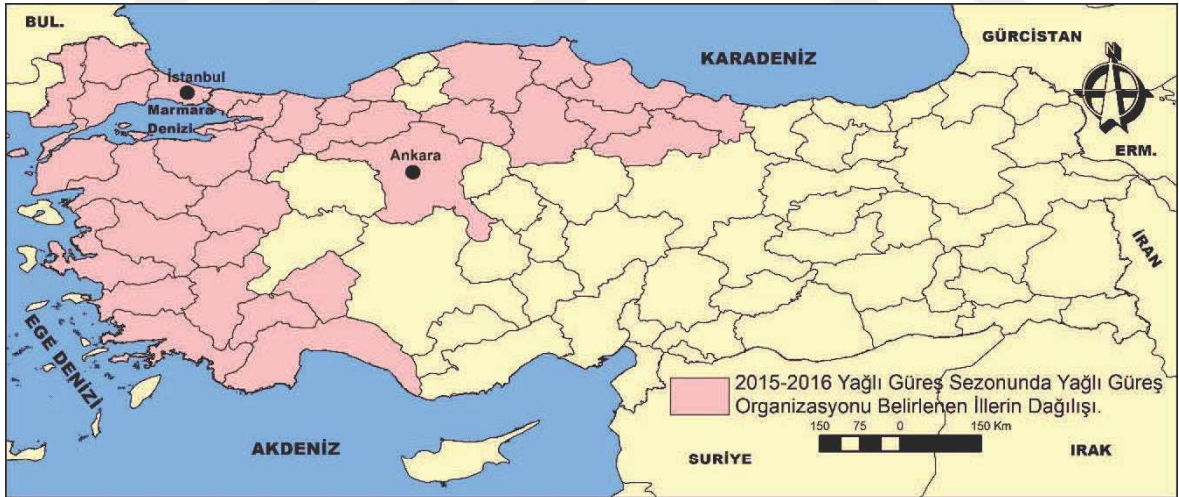 BUL.
GÜRCİSTAN
KARADENİZ
N
İstanbul
Marmara
Denizi
ERM.
Ankara
İRAN
EGE DENİZİ
2015-2016 Yağlı Güreş Sezonunda Yağlı Güreş
Organizasyonu Belirlenen İllerin Dağılışı.
150 75 0 150 Km
AKDENİZ
SURİYE
IRAK